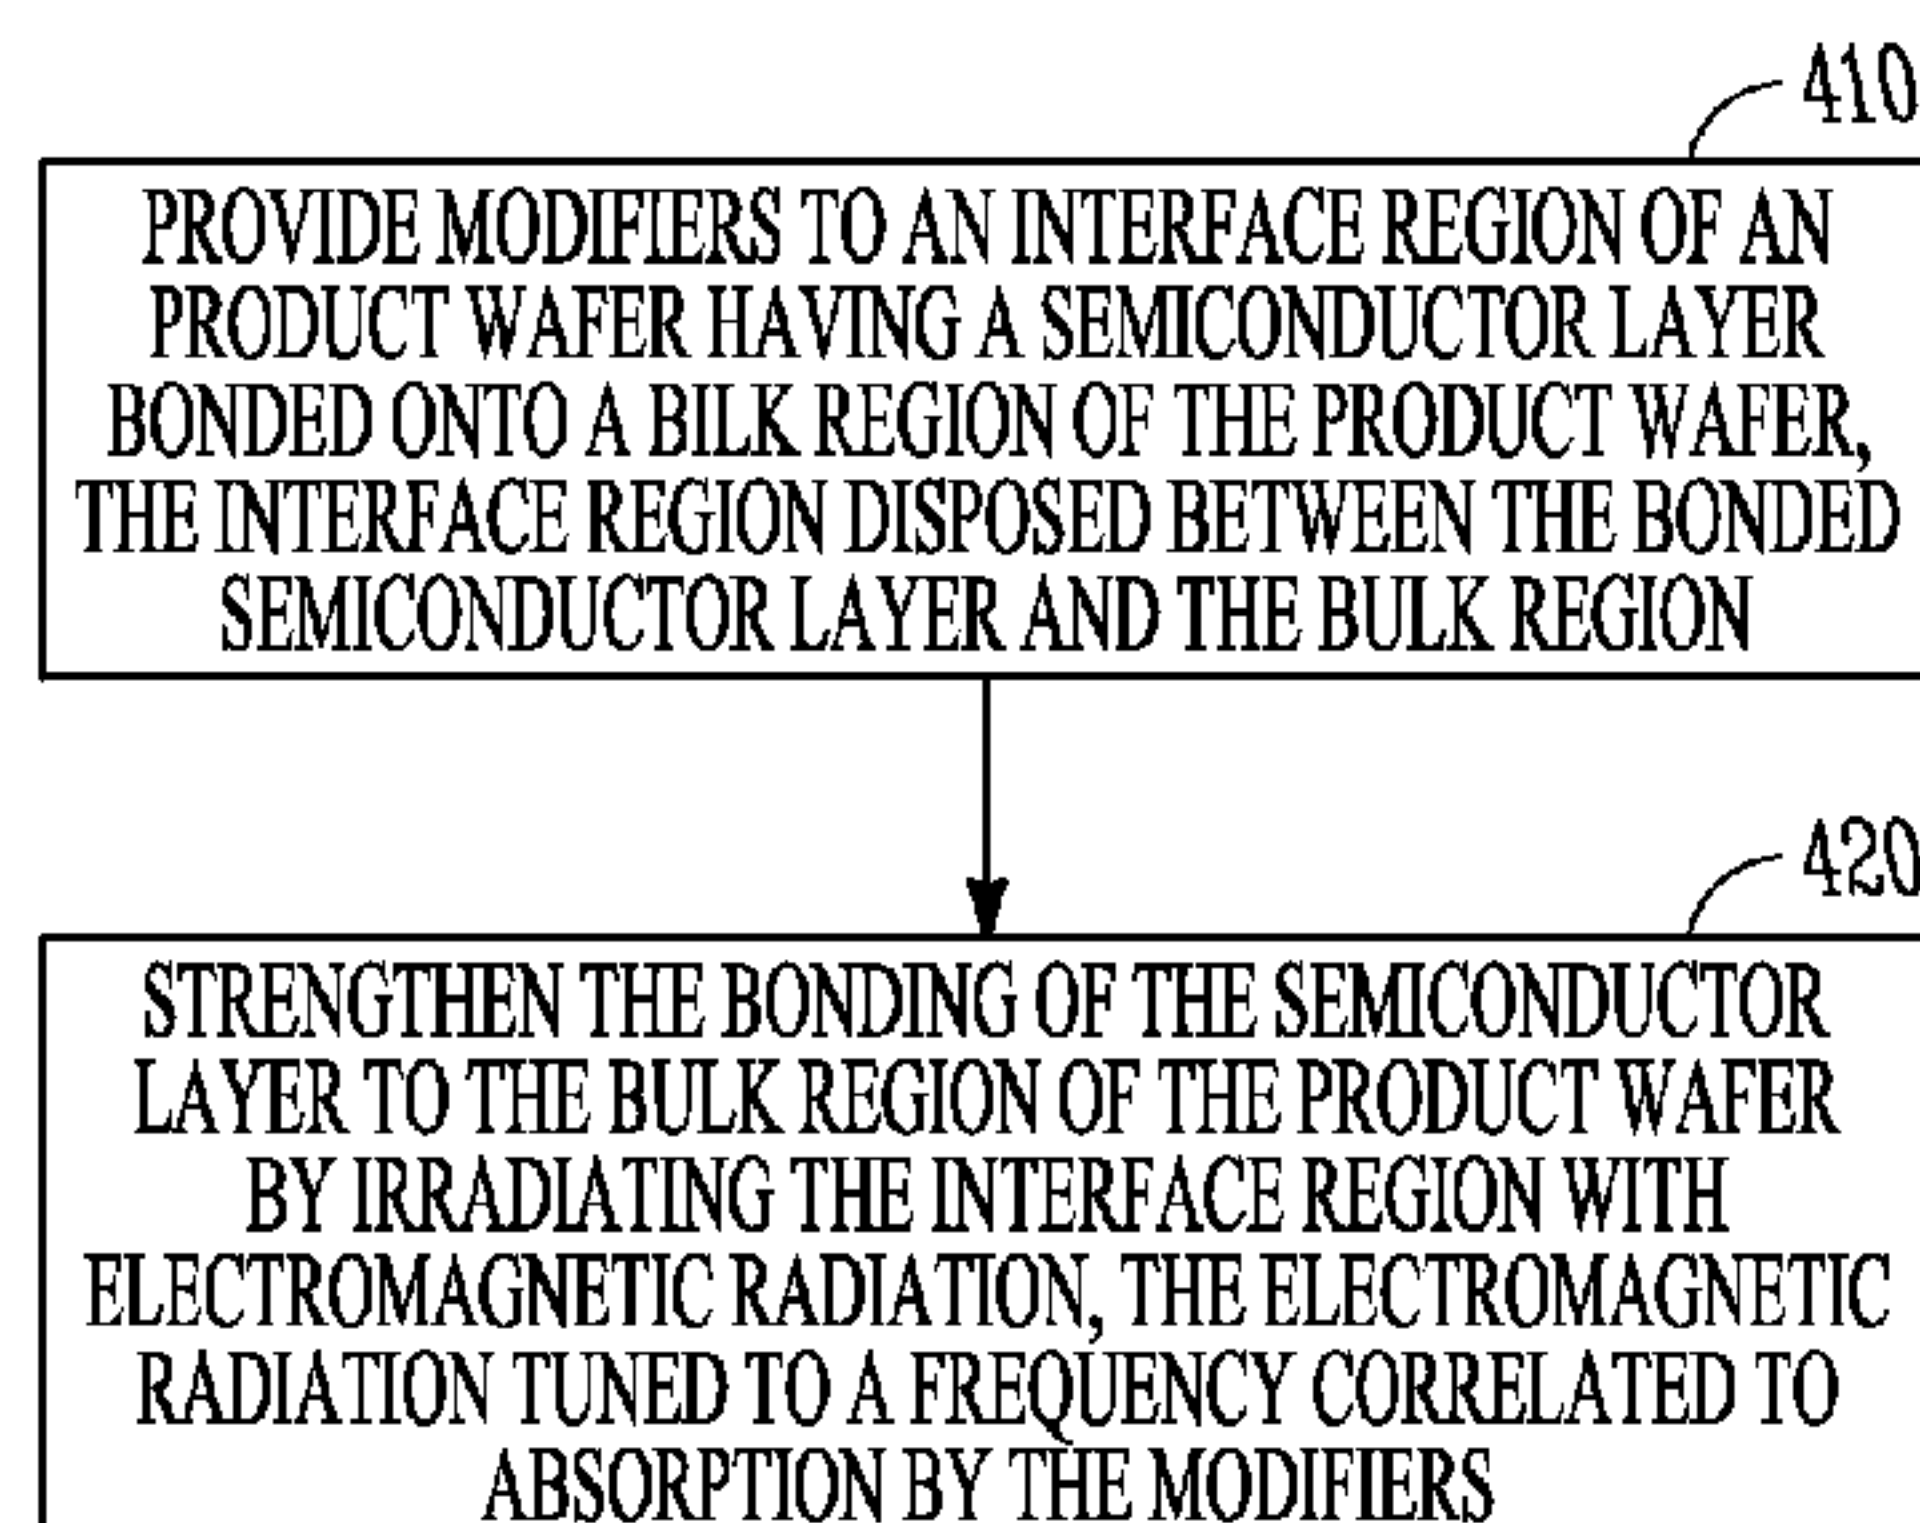 410
PROVIDE MODIFIERS TO AN INTERFACE REGION OF AN
PRODUCT WAFER HAVING A SEMICONDUCTOR LAYER
BONDED ONTO A BILK REGION OF THE PRODUCT WAFER,
THE INTERFACE REGION DISPOSED BETWEEN THE BONDED
SEMICONDUCTOR LAYER AND THE BULK REGION
420
STRENGTHEN THE BONDING OF THE SEMICONDUCTOR
LAYER TO THE BULK REGION OF THE PRODUCT WAFER
BY IRRADIATING THE INTERFACE REGION WITH
ELECTROMAGNETIC RADIATION, THE ELECTROMAGNETIC
RADIATION TUNED TO A FREQUENCY CORRELATED TO
ABSORPTION BY THE MODIFIERS